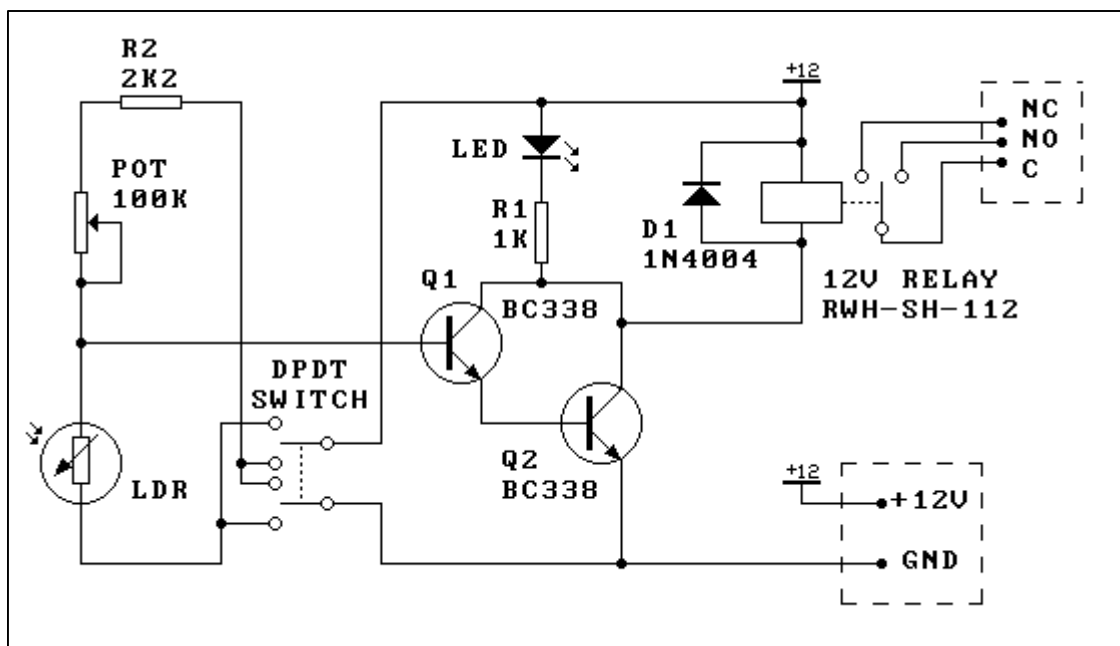 R2
2K2
+12
NC
NO
C
LED
POT
100K
R1
1K
D1
1N4004
Q1
BC338
12V RELAY
RWH-SH-112
DPDT
SWITCH
LDR
Q2
BC338
+12
+12V
GND